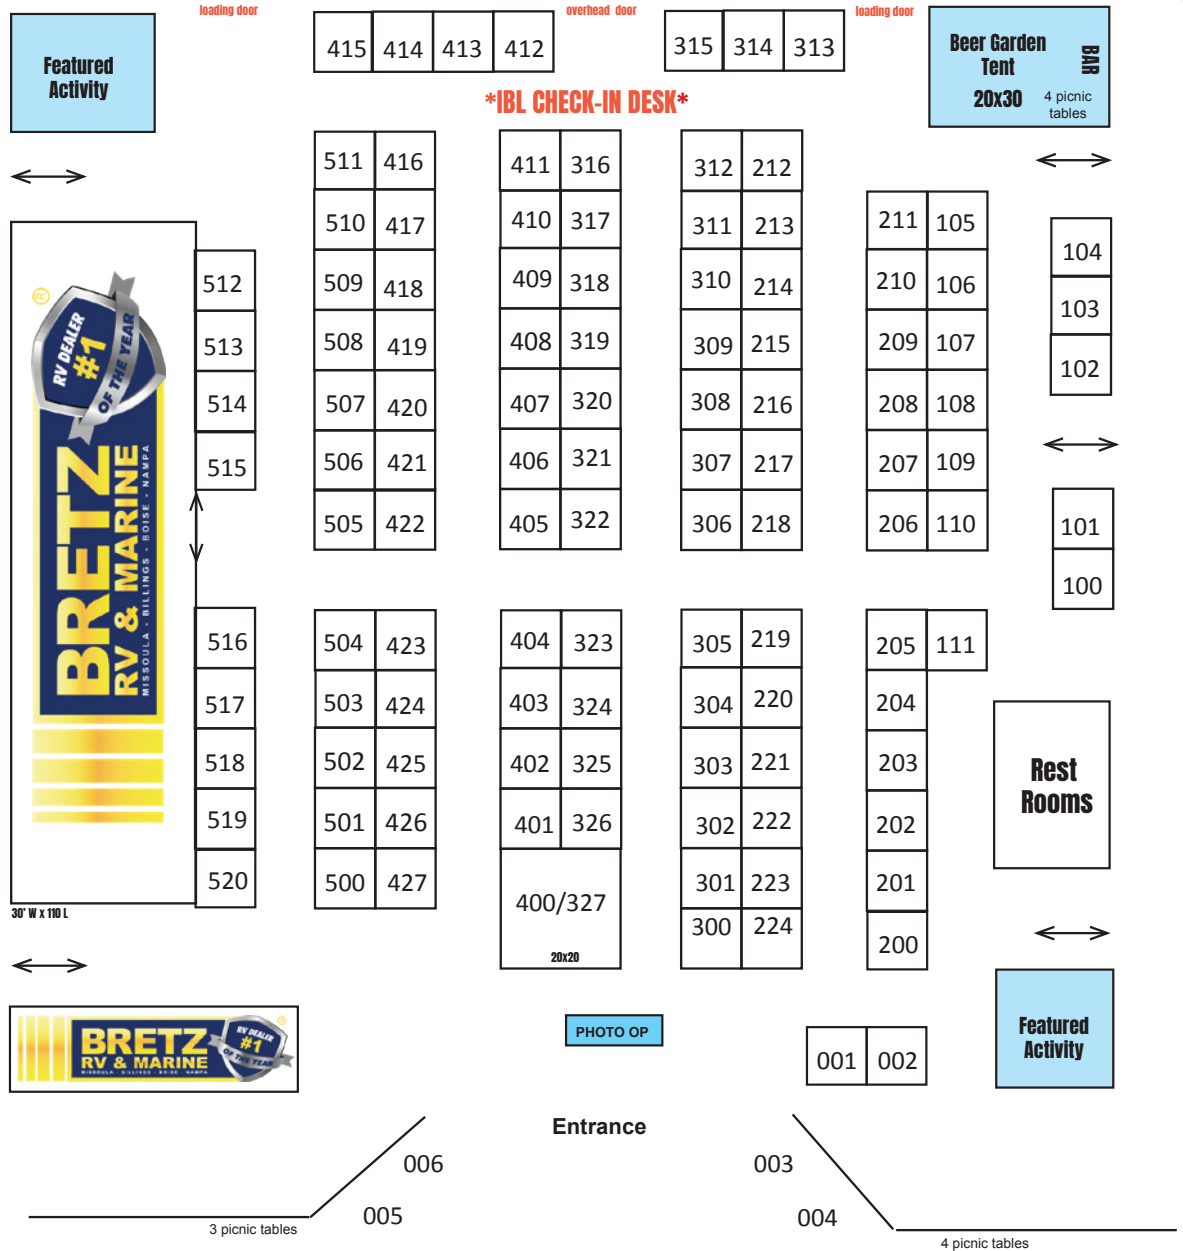 loading door
overhead door
loading door
Featured
Activity
415 414 413 412
315 314 313
Beer Garden
Tent
20x30
BAR
4 picnic
tables
*IBL CHECK-IN DESK*
511 416
411 316
312 212
510 417
410 317
311 213
211 105
104
512
509 418
409 318
310 214
210 106
103
513
508 419
408 319
309 215
209 107
102
514
507 420
407 320
308 216
208 108
515
506 421
406 321
307 217
207 109
505 422
405 322
306 218
206 110
101
100
516
504 423
404 323
305 219
205 111
517
503 424
403 324
304 220
204
518
502 425
402 325
303 221
203
519
501 426
401 326
302 222
202
520
500 427
400/327
20x20
301 223
201
300 224
200
Rest
Rooms
®
RV DEALER
#1
OF THE YEAR
BRETZ
RV & MARINE
MISSOULA - BILLINGS - BOISE - NAMPA
30' W x 110 L
BRETZ
RV & MARINE
MISSOULA - BILLINGS - BOISE - NAMPA
RV DEALER
#1
OF THE YEAR
PHOTO OP
001 002
Featured
Activity
Entrance
006
003
005
004
3 picnic tables
4 picnic tables